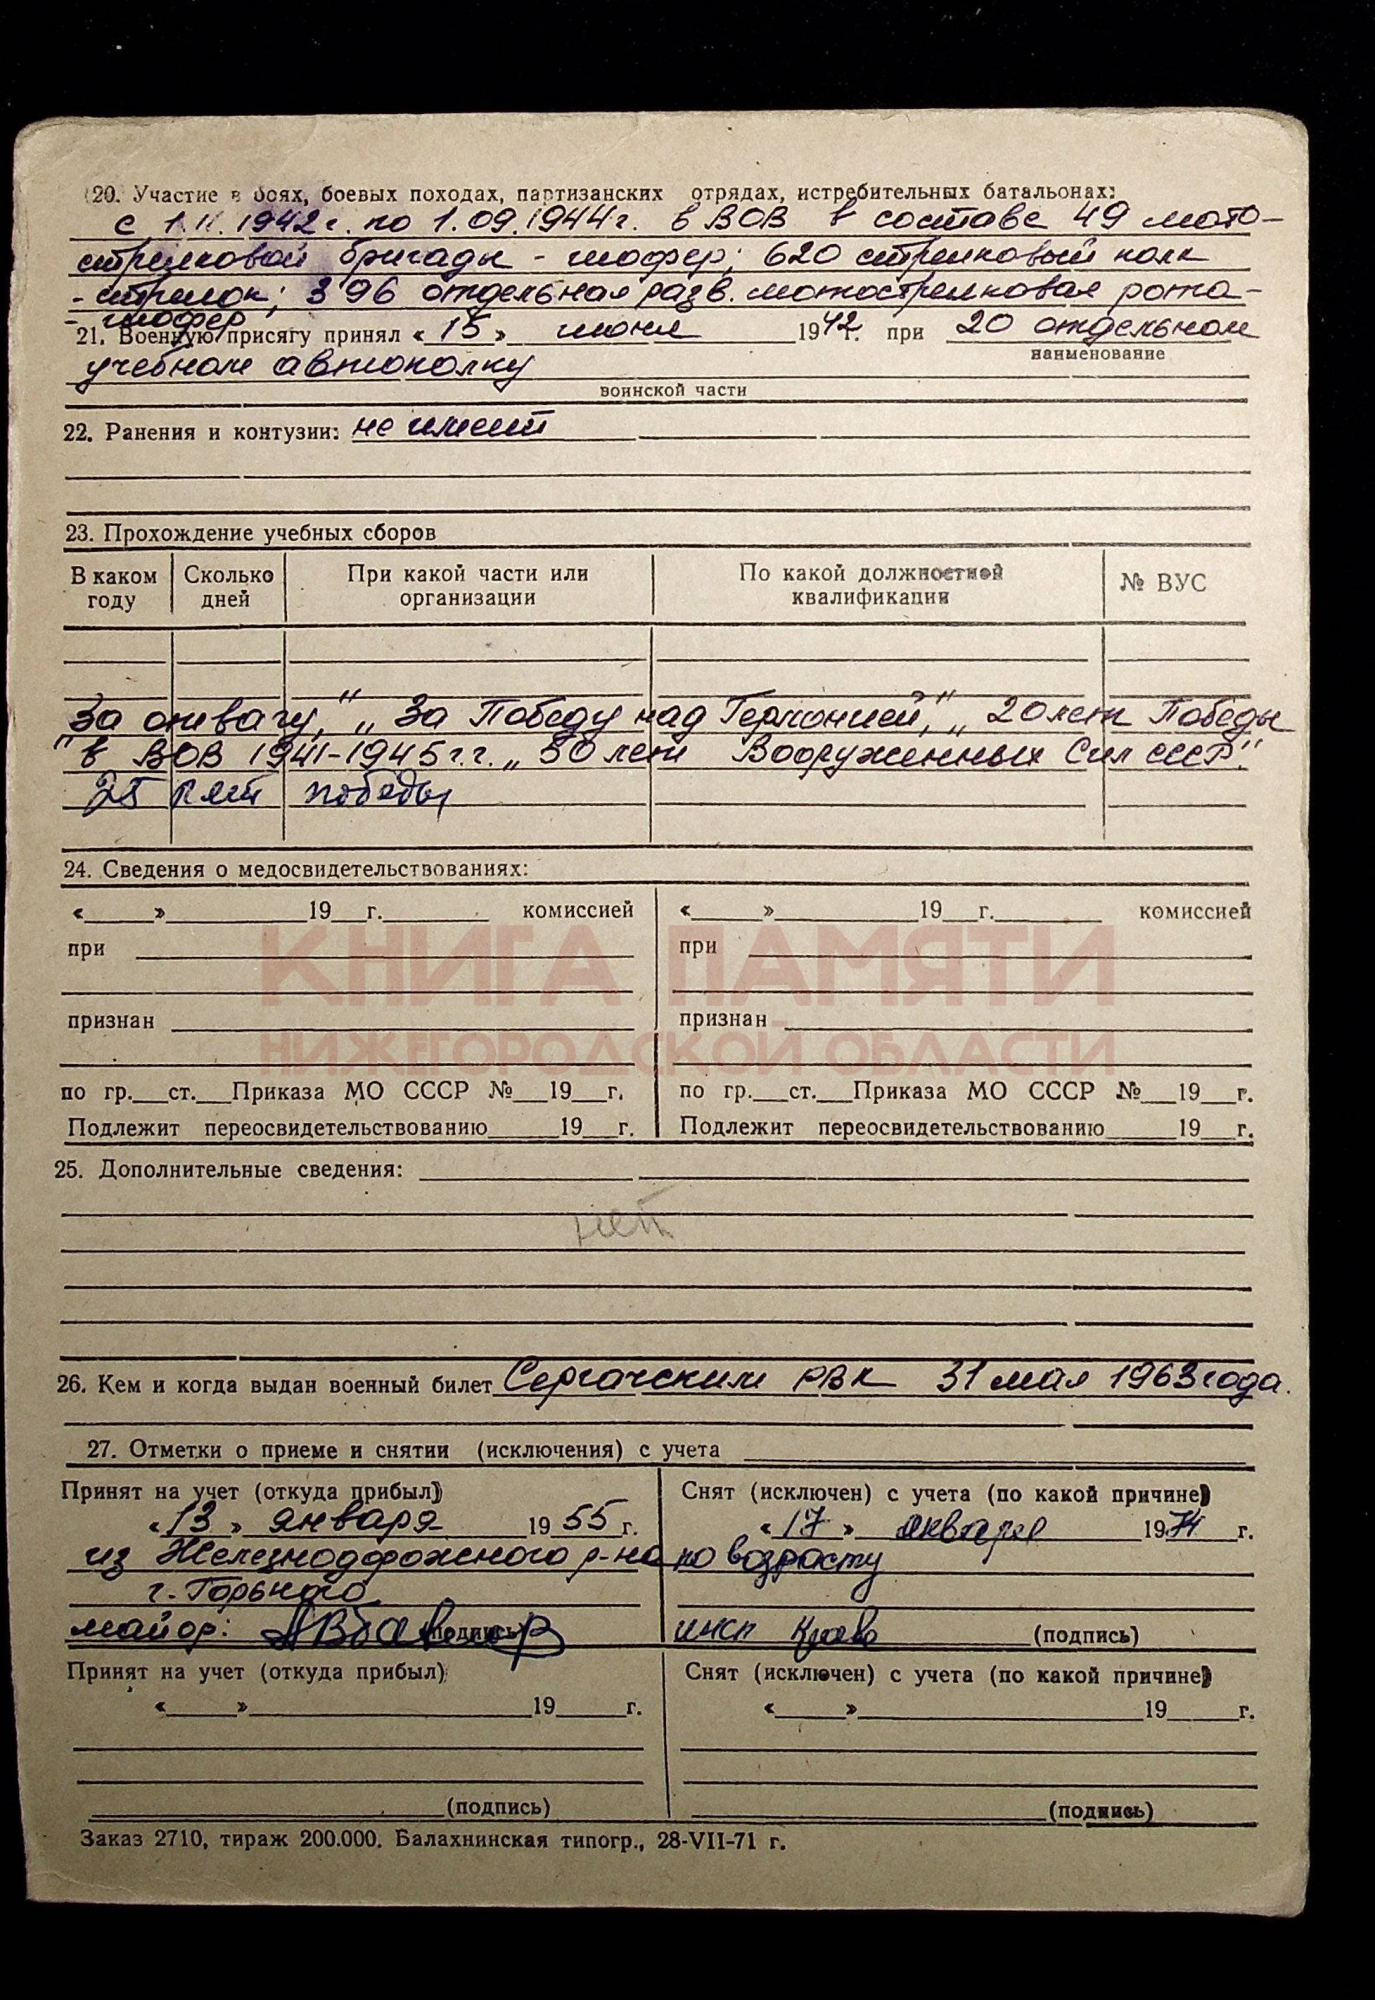 20. Участие в боях, боевых походах, партизанских отрядах, истребительных батальонах:
с 1.11.1942 г. по 1.09.1944 г. в ВОВ в составе 49 мото-
стрелковой бригады - шофер; 620 стрелковый полк
- стрелок; 396 отдельная разв. мотострелковая рота -
- шофер
21. Военную присягу принял « 15 » июня 1942 г. при 20 отдельном
наименование
учебном автополку
воинской части
22. Ранения и контузии: не имеет
23. Прохождение учебных сборов
В каком году Сколько дней При какой части или организации По какой должностной квалификации № ВУС
"За отвагу," "За Победу над Германией," "20 лет Победы
в ВОВ 1941-1945 г.г. "50 лет Вооруженных Сил СССР."
25 лет победы
24. Сведения о медосвидетельствованиях:
«» 19 г. комиссией «» 19 г. комиссией
при при
КНИГА ПАМЯТИ
признан признан
НИЖЕГОРОДСКОЙ ОБЛАСТИ
по гр. ст. Приказа МО СССР № 19 г. по гр. ст. Приказа МО СССР № 19 г.
Подлежит переосвидетельствованию 19 г. Подлежит переосвидетельствованию 19 г.
25. Дополнительные сведения:
нет
26. Кем и когда выдан военный билет Сергачским РВК 31 мая 1963 года.
27. Отметки о приеме и снятии (исключения) с учета
Принят на учет (откуда прибыл) Снят (исключен) с учета (по какой причине)
« 13 » января 1955 г. « 17 » января 1974 г.
из Железнодорожного р-на по возрасту
г. Горького
майор: (подпись) инсп (подпись)
Принят на учет (откуда прибыл) Снят (исключен) с учета (по какой причине)
«» 19 г. «» 19 г.
(подпись) (подпись)
Заказ 2710, тираж 200.000. Балахнинская типогр., 28-VII-71 г.